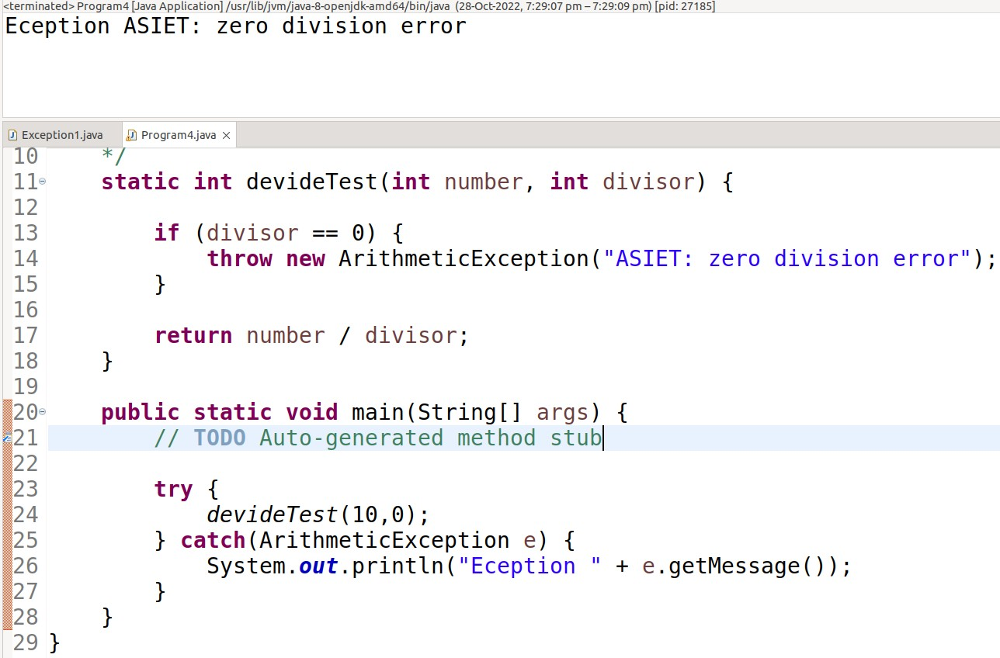 <terminated> Program4 [Java Application] /usr/lib/jvm/java-8-openjdk-amd64/bin/java (28-Oct-2022, 7:29:07 pm – 7:29:09 pm) [pid: 27185]
Eception ASIET: zero division error
Exception1.java Program4.java
10 */
11 static int devideTest(int number, int divisor) {
12
13 if (divisor == 0) {
14 throw new ArithmeticException("ASIET: zero division error");
15 }
16
17 return number / divisor;
18 }
19
20 public static void main(String[] args) {
21 // TODO Auto-generated method stub
22
23 try {
24 devideTest(10,0);
25 } catch(ArithmeticException e) {
26 System.out.println("Eception " + e.getMessage());
27 }
28 }
29 }